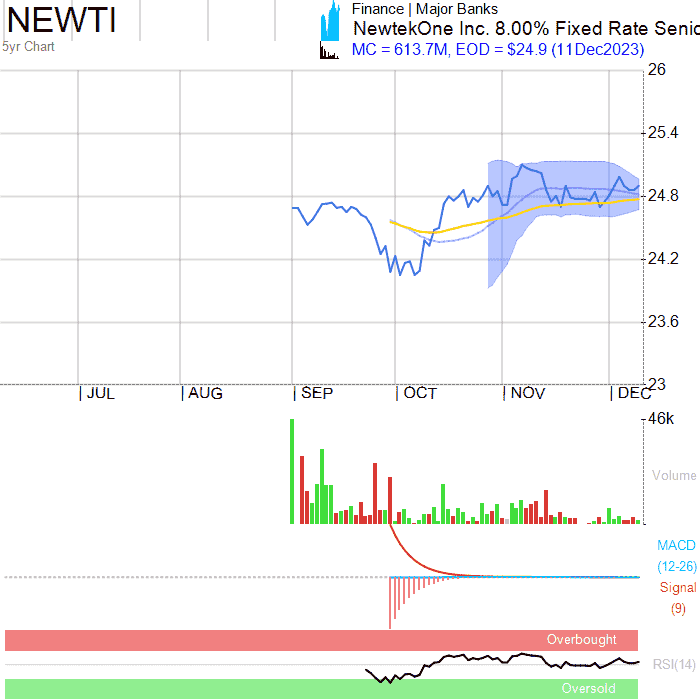 NEWTI
5yr Chart
Finance | Major Banks
NewtekOne Inc. 8.00% Fixed Rate Senio
MC = 613.7M, EOD = $24.9 (11Dec2023)
26
25.4
24.8
24.2
23.6
23
| JUL | AUG | SEP | OCT | NOV | DEC
46k
Volume
MACD
(12-26)
Signal
(9)
Overbought
RSI(14)
Oversold